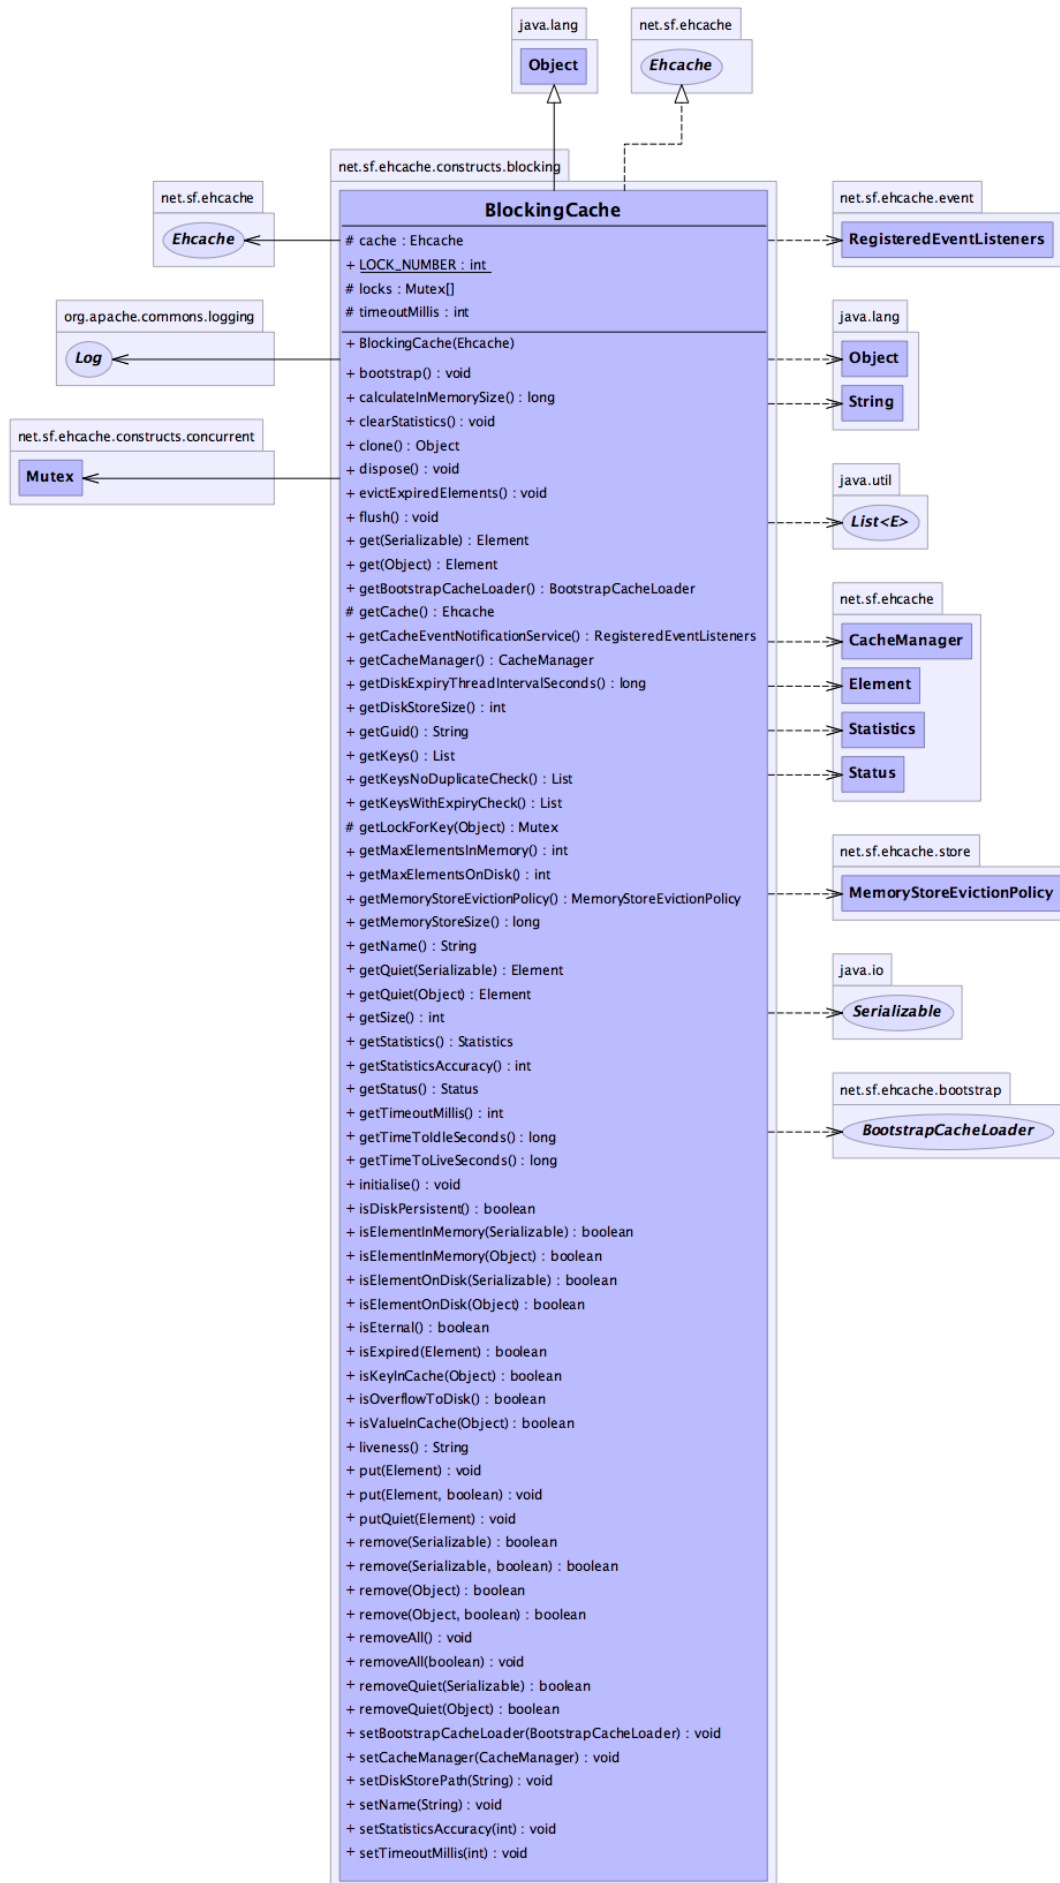 java.lang
Object
net.sf.ehcache
Ehcache
net.sf.ehcache.constructs.blocking
net.sf.ehcache
Ehcache
org.apache.commons.logging
Log
net.sf.ehcache.constructs.concurrent
Mutex
BlockingCache
# cache : Ehcache
+ LOCK_NUMBER : int
# locks : Mutex[]
# timeoutMillis : int
+ BlockingCache(Ehcache)
+ bootstrap() : void
+ calculateInMemorySize() : long
+ clearStatistics() : void
+ clone() : Object
+ dispose() : void
+ evictExpiredElements() : void
+ flush() : void
+ get(Serializable) : Element
+ get(Object) : Element
+ getBootstrapCacheLoader() : BootstrapCacheLoader
# getCache() : Ehcache
+ getCacheEventNotificationService() : RegisteredEventListeners
+ getCacheManager() : CacheManager
+ getDiskExpiryThreadIntervalSeconds() : long
+ getDiskStoreSize() : int
+ getGuid() : String
+ getKeys() : List
+ getKeysNoDuplicateCheck() : List
+ getKeysWithExpiryCheck() : List
# getLockForKey(Object) : Mutex
+ getMaxElementsInMemory() : int
+ getMaxElementsOnDisk() : int
+ getMemoryStoreEvictionPolicy() : MemoryStoreEvictionPolicy
+ getMemoryStoreSize() : long
+ getName() : String
+ getQuiet(Serializable) : Element
+ getQuiet(Object) : Element
+ getSize() : int
+ getStatistics() : Statistics
+ getStatisticsAccuracy() : int
+ getStatus() : Status
+ getTimeoutMillis() : int
+ getTimeToIdleSeconds() : long
+ getTimeToLiveSeconds() : long
+ initialise() : void
+ isDiskPersistent() : boolean
+ isElementInMemory(Serializable) : boolean
+ isElementInMemory(Object) : boolean
+ isElementOnDisk(Serializable) : boolean
+ isElementOnDisk(Object) : boolean
+ isEternal() : boolean
+ isExpired(Element) : boolean
+ isKeyInCache(Object) : boolean
+ isOverflowToDisk() : boolean
+ isValueInCache(Object) : boolean
+ liveness() : String
+ put(Element) : void
+ put(Element, boolean) : void
+ putQuiet(Element) : void
+ remove(Serializable) : boolean
+ remove(Serializable, boolean) : boolean
+ remove(Object) : boolean
+ remove(Object, boolean) : boolean
+ removeAll() : void
+ removeAll(boolean) : void
+ removeQuiet(Serializable) : boolean
+ removeQuiet(Object) : boolean
+ setBootstrapCacheLoader(BootstrapCacheLoader) : void
+ setCacheManager(CacheManager) : void
+ setDiskStorePath(String) : void
+ setName(String) : void
+ setStatisticsAccuracy(int) : void
+ setTimeoutMillis(int) : void
net.sf.ehcache.event
RegisteredEventListeners
java.lang
Object
String
java.util
List<E>
net.sf.ehcache
CacheManager
Element
Statistics
Status
net.sf.ehcache.store
MemoryStoreEvictionPolicy
java.io
Serializable
net.sf.ehcache.bootstrap
BootstrapCacheLoader